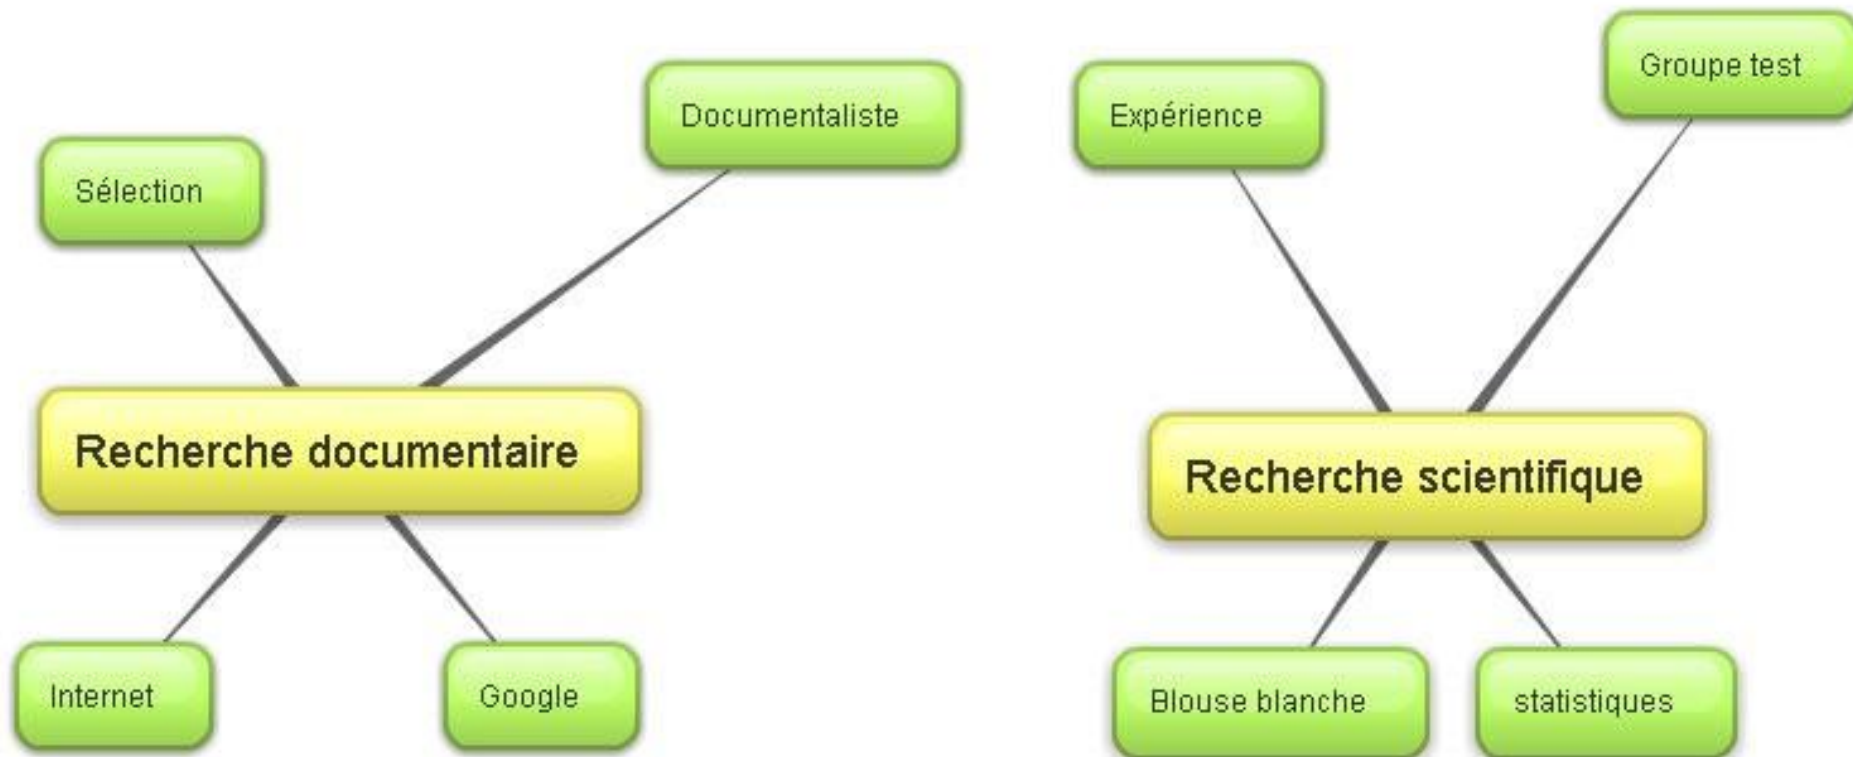 Sélection
Documentaliste
Recherche documentaire
Internet
Google
Expérience
Groupe test
Recherche scientifique
Blouse blanche
statistiques